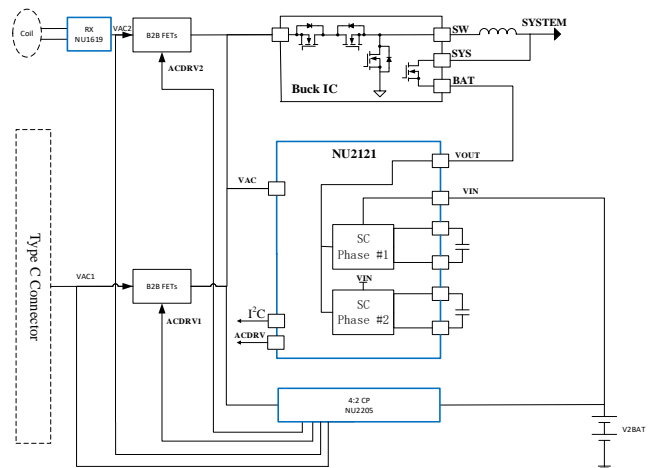 Coil
RX
NU1619
VAC2
B2B FETs
ACDRV2
Buck IC
SW
SYS
BAT
SYSTEM
NU2121
VOUT
VIN
VAC
SC
Phase #1
VIN
SC
Phase #2
I²C
ACDRV
Type C Connector
VAC1
B2B FETs
ACDRV1
4:2 CP
NU2205
V2BAT